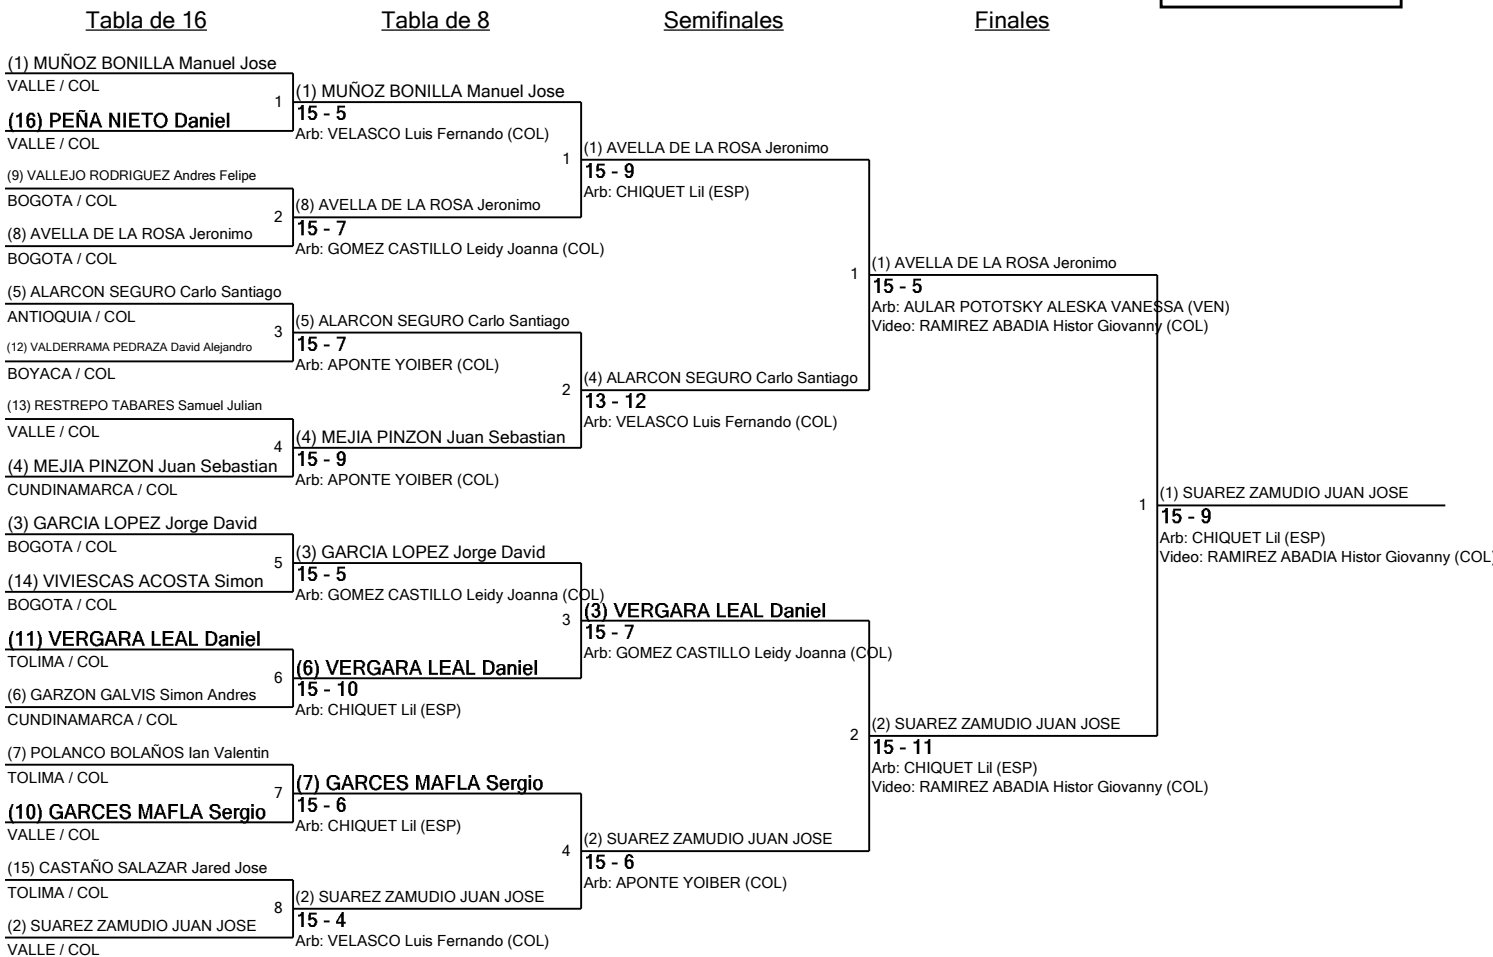 Tabla de 16
Tabla de 8
Semifinales
Finales
(1) MUÑOZ BONILLA Manuel Jose
VALLE / COL
1
(16) PEÑA NIETO Daniel
VALLE / COL
(9) VALLEJO RODRIGUEZ Andres Felipe
BOGOTA / COL
2
(8) AVELLA DE LA ROSA Jeronimo
BOGOTA / COL
(5) ALARCON SEGURO Carlo Santiago
ANTIOQUIA / COL
3
(12) VALDERRAMA PEDRAZA David Alejandro
BOYACA / COL
(13) RESTREPO TABARES Samuel Julian
VALLE / COL
4
(4) MEJIA PINZON Juan Sebastian
CUNDINAMARCA / COL
(3) GARCIA LOPEZ Jorge David
BOGOTA / COL
5
(14) VIVIESCAS ACOSTA Simon
BOGOTA / COL
(11) VERGARA LEAL Daniel
TOLIMA / COL
6
(6) GARZON GALVIS Simon Andres
CUNDINAMARCA / COL
(7) POLANCO BOLAÑOS Ian Valentin
TOLIMA / COL
7
(10) GARCES MAFLA Sergio
VALLE / COL
(15) CASTAÑO SALAZAR Jared Jose
TOLIMA / COL
8
(2) SUAREZ ZAMUDIO JUAN JOSE
VALLE / COL
(1) MUÑOZ BONILLA Manuel Jose
15 - 5
Arb: VELASCO Luis Fernando (COL)
1
(8) AVELLA DE LA ROSA Jeronimo
15 - 7
Arb: GOMEZ CASTILLO Leidy Joanna (COL)
(5) ALARCON SEGURO Carlo Santiago
15 - 7
Arb: APONTE YOIBER (COL)
2
(4) MEJIA PINZON Juan Sebastian
15 - 9
Arb: APONTE YOIBER (COL)
(3) GARCIA LOPEZ Jorge David
15 - 5
Arb: GOMEZ CASTILLO Leidy Joanna (COL)
3
(6) VERGARA LEAL Daniel
15 - 10
Arb: CHIQUET Lil (ESP)
(7) GARCES MAFLA Sergio
15 - 6
Arb: CHIQUET Lil (ESP)
4
(2) SUAREZ ZAMUDIO JUAN JOSE
15 - 4
Arb: VELASCO Luis Fernando (COL)
(1) AVELLA DE LA ROSA Jeronimo
15 - 9
Arb: CHIQUET Lil (ESP)
1
(4) ALARCON SEGURO Carlo Santiago
13 - 12
Arb: VELASCO Luis Fernando (COL)
(3) VERGARA LEAL Daniel
15 - 7
Arb: GOMEZ CASTILLO Leidy Joanna (COL)
2
(2) SUAREZ ZAMUDIO JUAN JOSE
15 - 6
Arb: APONTE YOIBER (COL)
(1) AVELLA DE LA ROSA Jeronimo
15 - 5
Arb: AULAR POTOTSKY ALESKA VANESSA (VEN)
Video: RAMIREZ ABADIA Histor Giovanny (COL)
1
(2) SUAREZ ZAMUDIO JUAN JOSE
15 - 11
Arb: CHIQUET Lil (ESP)
Video: RAMIREZ ABADIA Histor Giovanny (COL)
(1) SUAREZ ZAMUDIO JUAN JOSE
15 - 9
Arb: CHIQUET Lil (ESP)
Video: RAMIREZ ABADIA Histor Giovanny (COL)